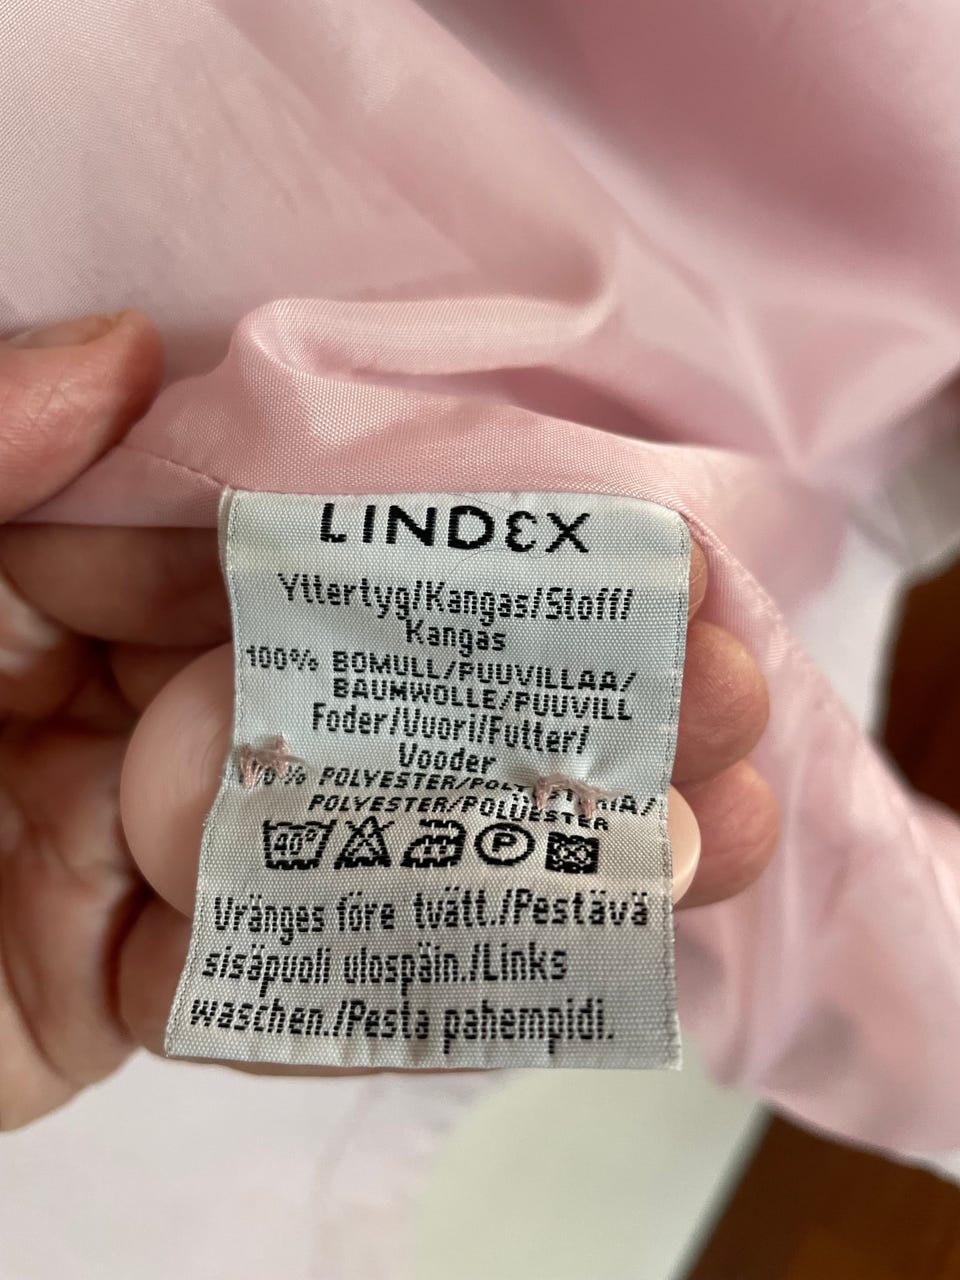 LINDEX
Yttertyg/Kangas/Stoff/
Kangas
100% BOMULL/PUUVILLAA/
BAUMWOLLE/PUUVILL
Foder/Vuori/Futter/
Vooder
POLYESTER/
POLYESTER/POLÜESTER
40° P
Vränges före tvätt./Pestävä
sisäpuoli ulospäin./Links
waschen./Pesta pahempidi.